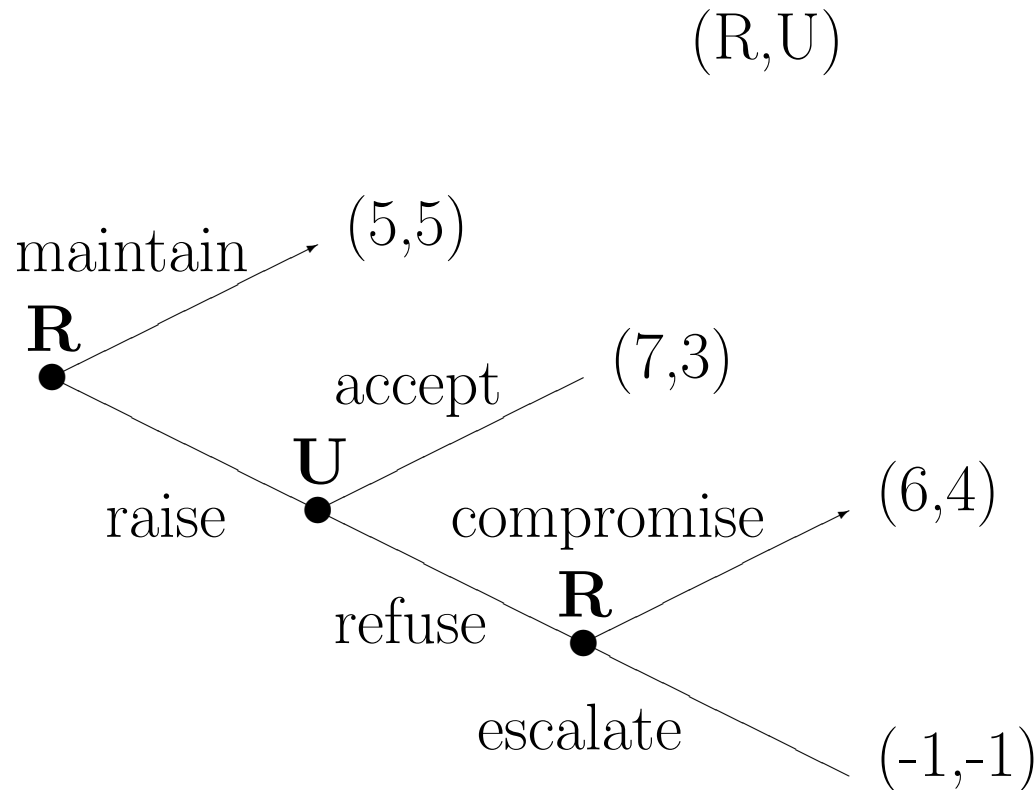 (R,U)
(5,5)
maintain
R
(7,3)
accept
U
(6,4)
raise
compromise
R
refuse
escalate
(-1,-1)